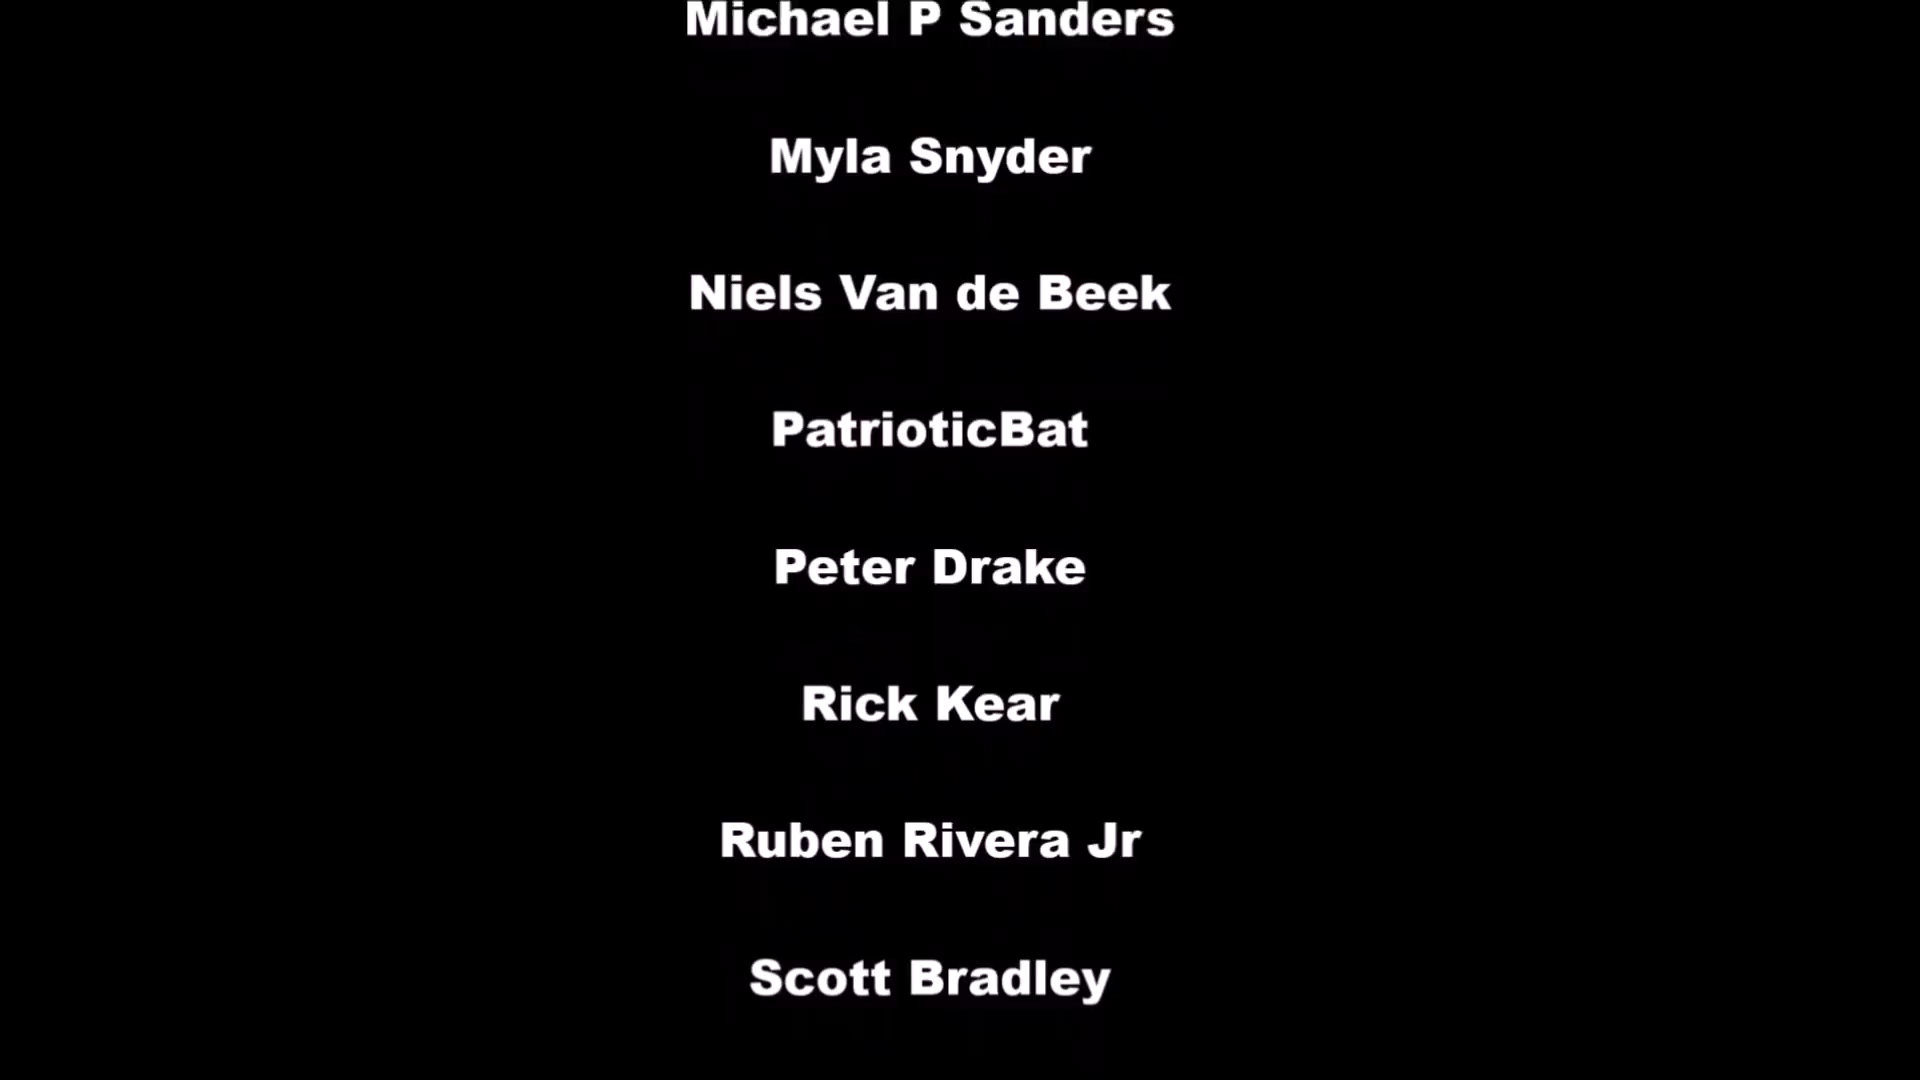 Michael P Sanders
Myla Snyder
Niels Van de Beek
PatrioticBat
Peter Drake
Rick Kear
Ruben Rivera Jr
Scott Bradley